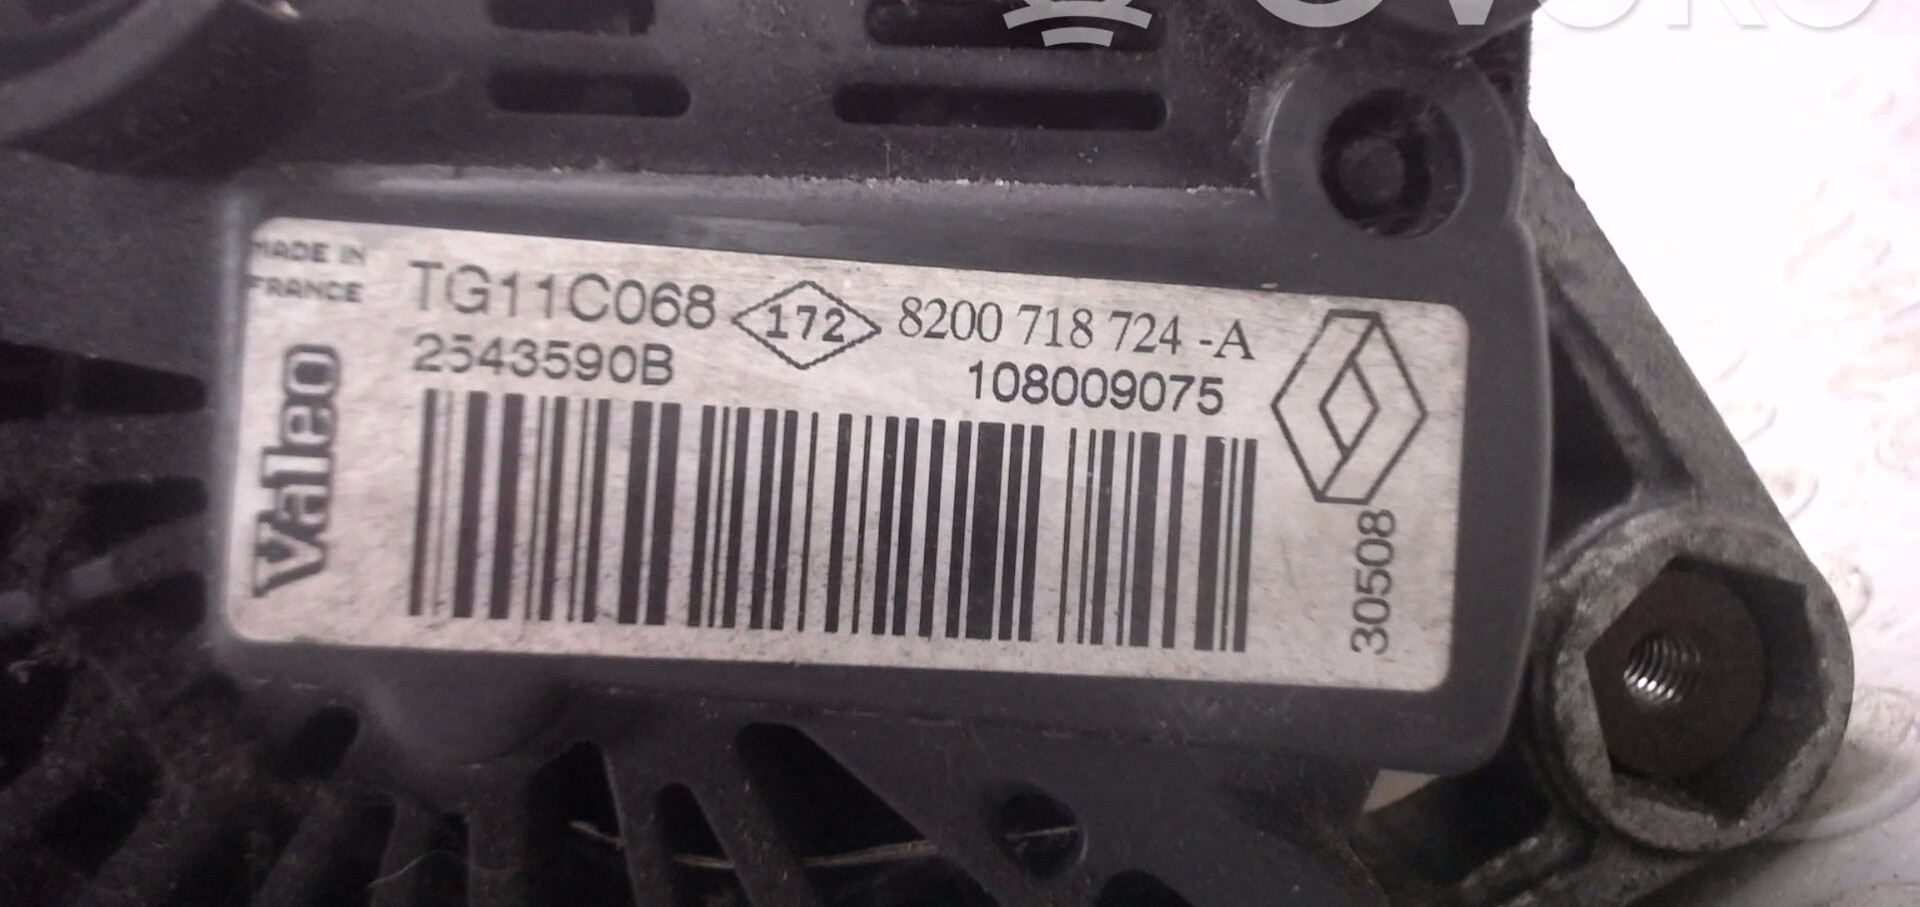 MADE IN
FRANCE
Valeo
TG11C068 172 8200 718 724 -A
2543590B 108009075
30508